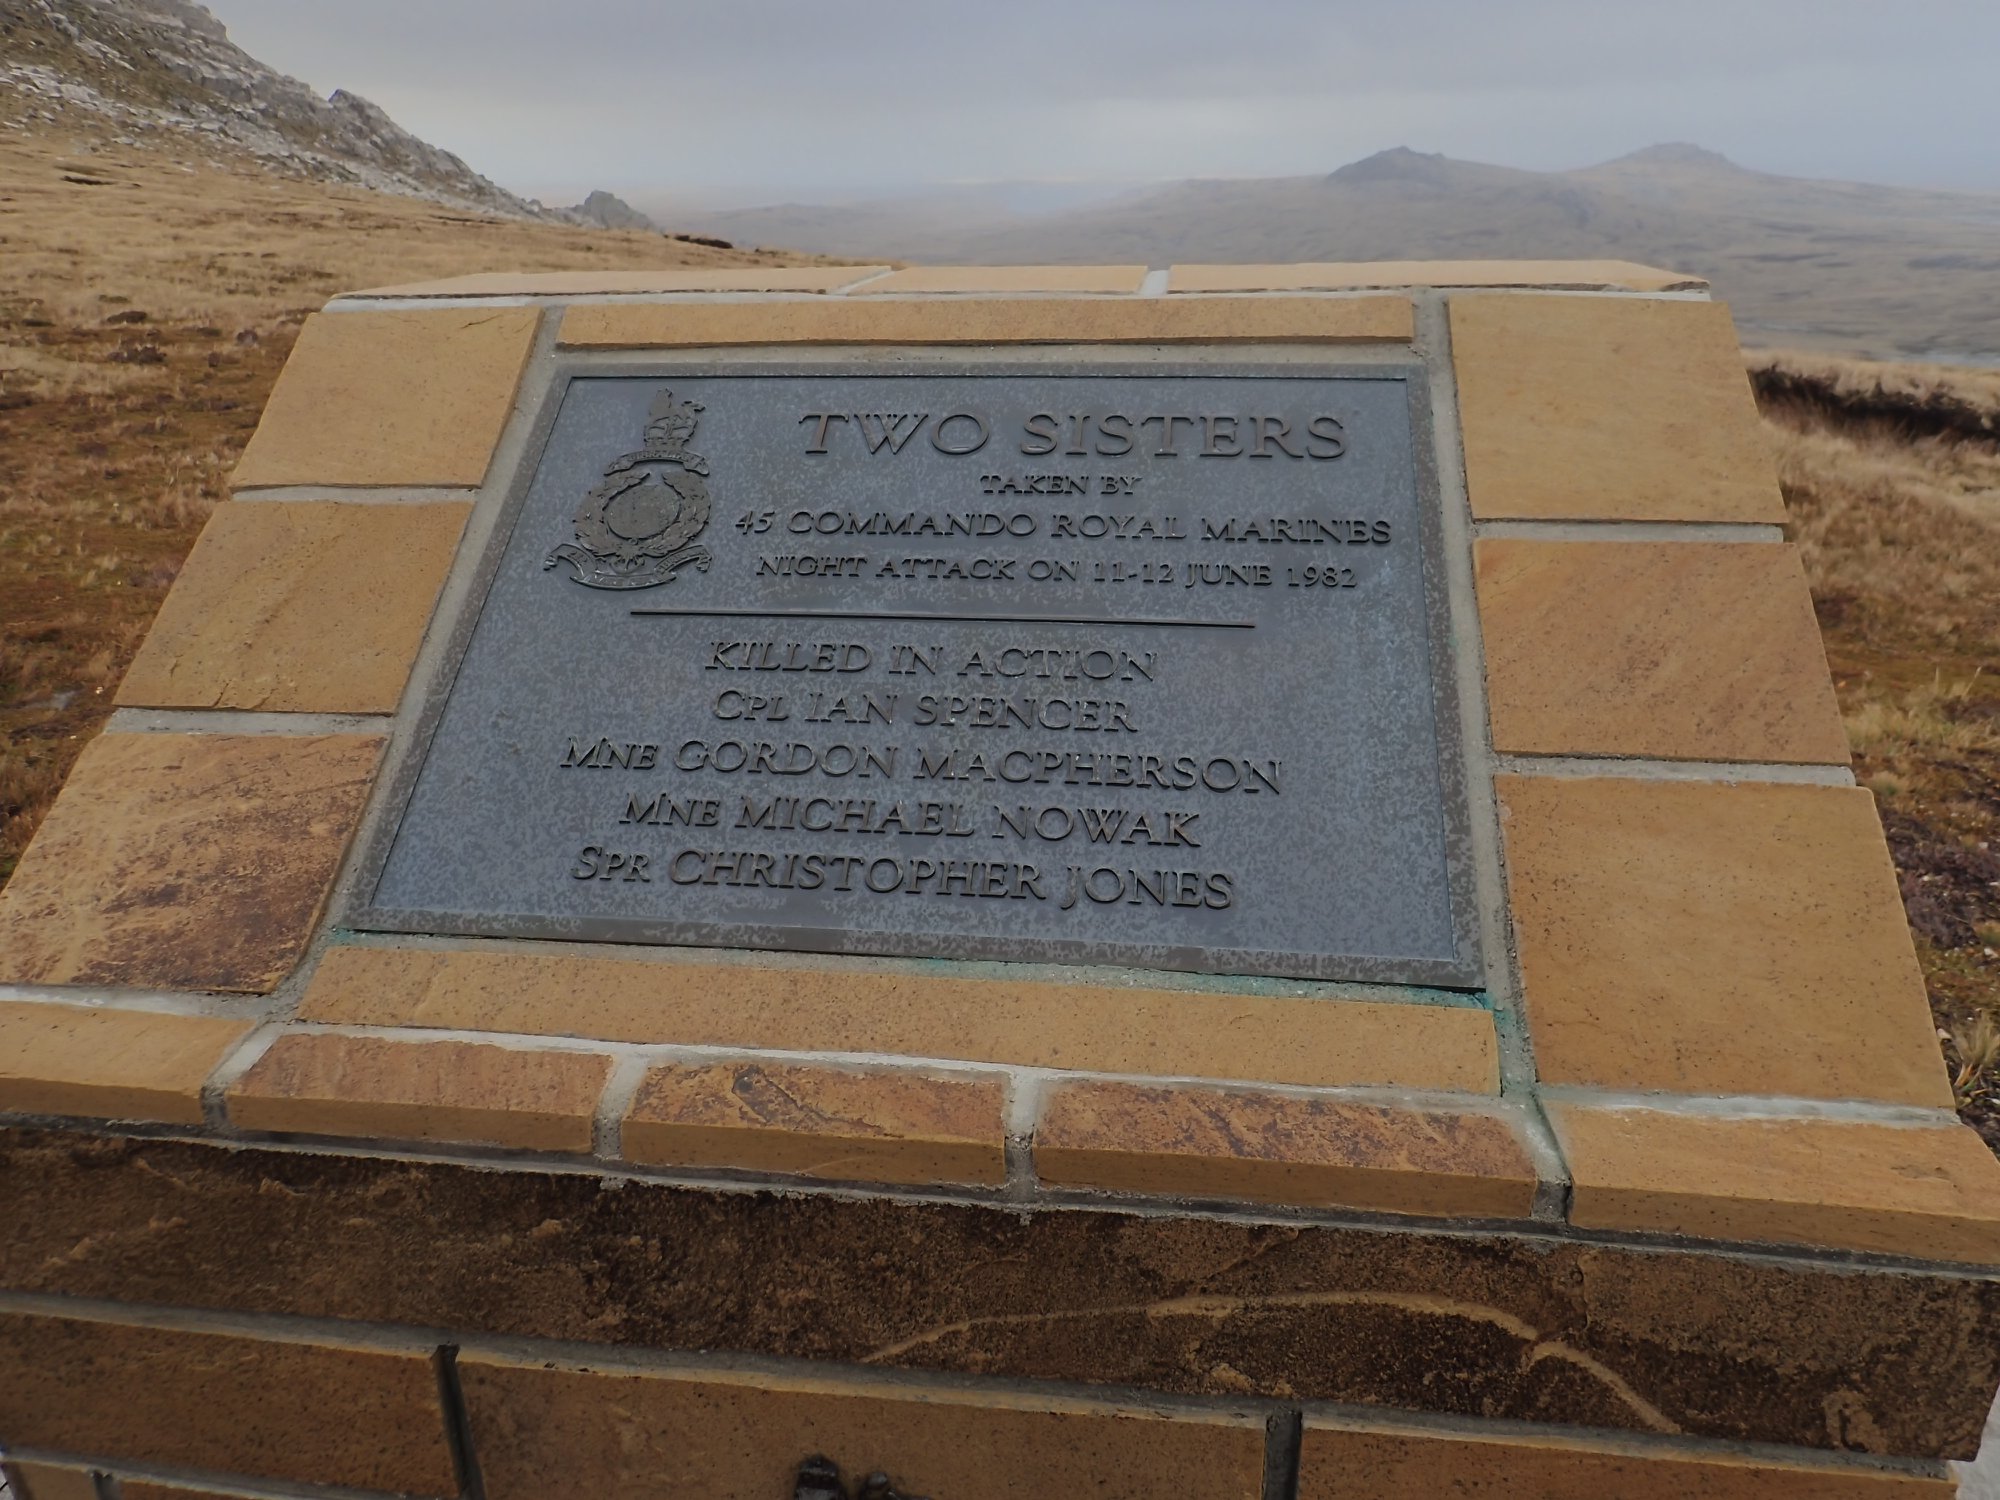 TWO SISTERS
TAKEN BY
45 COMMANDO ROYAL MARINES
NIGHT ATTACK ON 11-12 JUNE 1982
KILLED IN ACTION
CPL IAN SPENCER
MNE GORDON MACPHERSON
MNE MICHAEL NOWAK
SPR CHRISTOPHER JONES